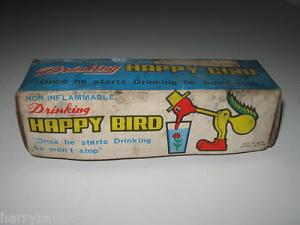 Drinking HAPPY BIRD
"Once he starts Drinking he won't stop"
NON-INFLAMMABLE
Drinking
HAPPY BIRD
"Once he starts Drinking
he won't stop"